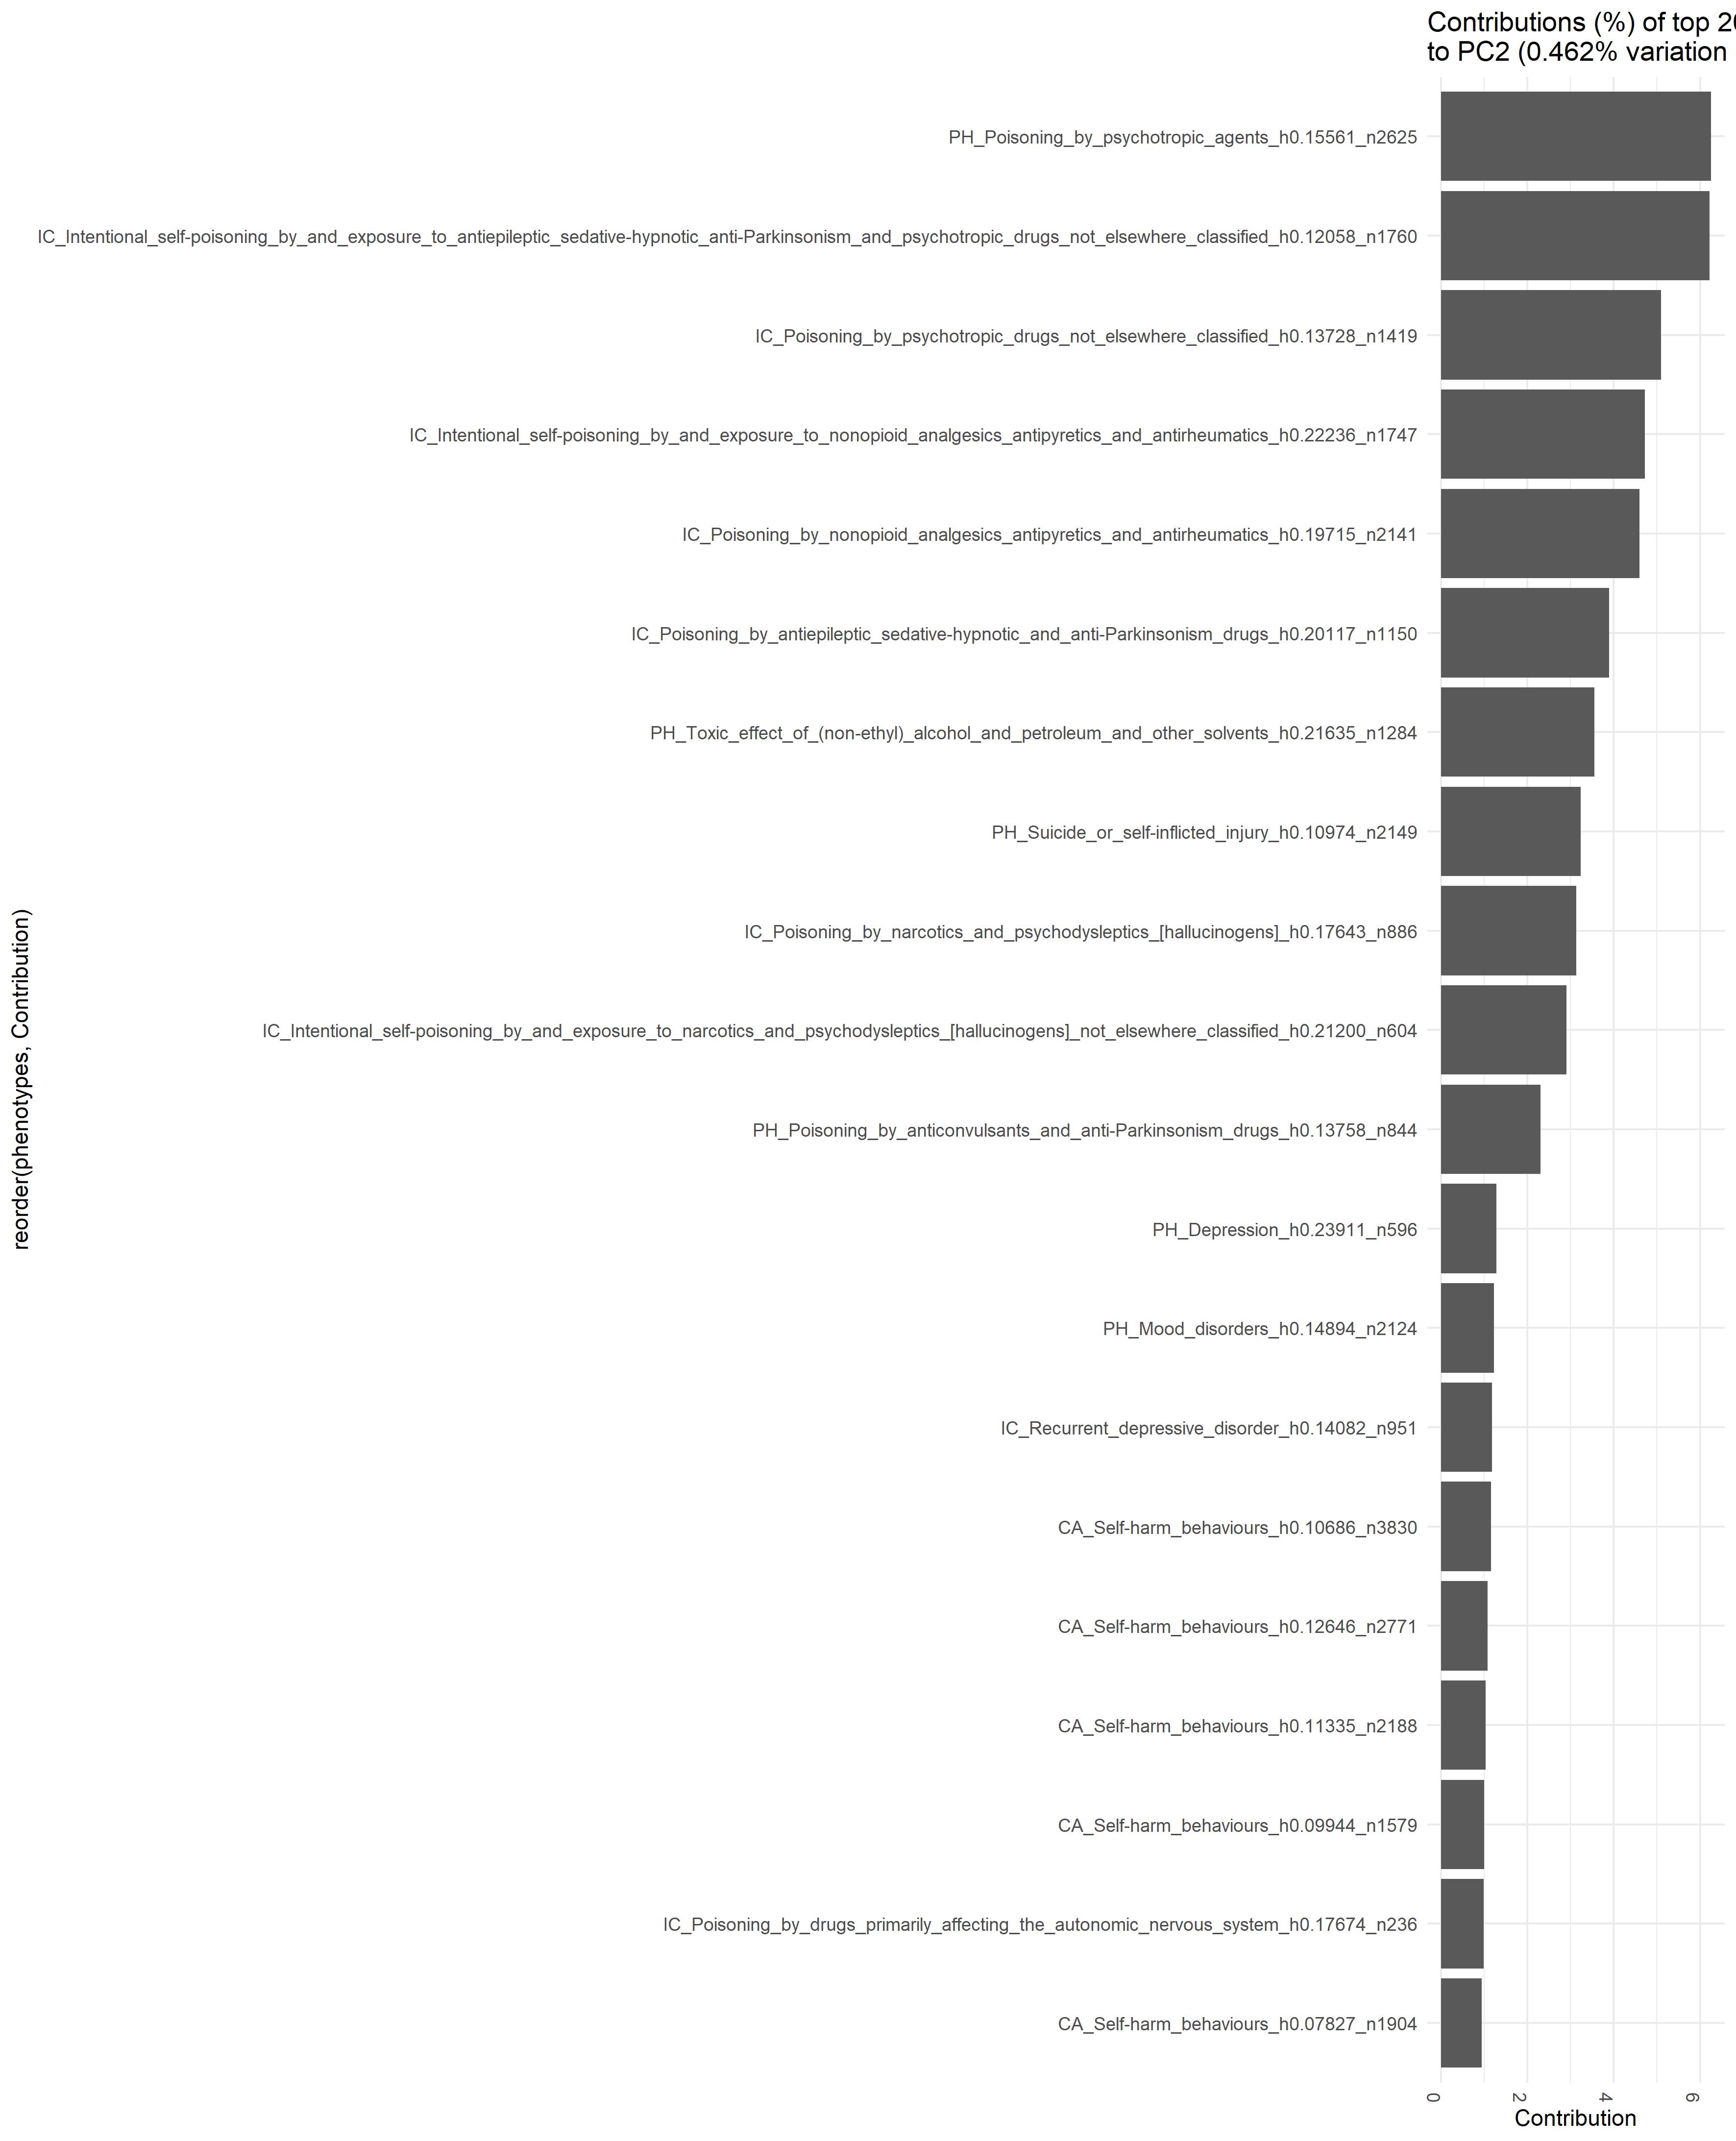 Contributions (%) of top 20
to PC2 (0.462% variation
PH_Poisoning_by_psychotropic_agents_h0.15561_n2625
IC_Intentional_self-poisoning_by_and_exposure_to_antiepileptic_sedative-hypnotic_anti-Parkinsonism_and_psychotropic_drugs_not_elsewhere_classified_h0.12058_n1760
IC_Poisoning_by_psychotropic_drugs_not_elsewhere_classified_h0.13728_n1419
IC_Intentional_self-poisoning_by_and_exposure_to_nonopioid_analgesics_antipyretics_and_antirheumatics_h0.22236_n1747
IC_Poisoning_by_nonopioid_analgesics_antipyretics_and_antirheumatics_h0.19715_n2141
IC_Poisoning_by_antiepileptic_sedative-hypnotic_and_anti-Parkinsonism_drugs_h0.20117_n1150
PH_Toxic_effect_of_(non-ethyl)_alcohol_and_petroleum_and_other_solvents_h0.21635_n1284
PH_Suicide_or_self-inflicted_injury_h0.10974_n2149
IC_Poisoning_by_narcotics_and_psychodysleptics_[hallucinogens]_h0.17643_n886
IC_Intentional_self-poisoning_by_and_exposure_to_narcotics_and_psychodysleptics_[hallucinogens]_not_elsewhere_classified_h0.21200_n604
PH_Poisoning_by_anticonvulsants_and_anti-Parkinsonism_drugs_h0.13758_n844
PH_Depression_h0.23911_n596
PH_Mood_disorders_h0.14894_n2124
IC_Recurrent_depressive_disorder_h0.14082_n951
CA_Self-harm_behaviours_h0.10686_n3830
CA_Self-harm_behaviours_h0.12646_n2771
CA_Self-harm_behaviours_h0.11335_n2188
CA_Self-harm_behaviours_h0.09944_n1579
IC_Poisoning_by_drugs_primarily_affecting_the_autonomic_nervous_system_h0.17674_n236
CA_Self-harm_behaviours_h0.07827_n1904
reorder(phenotypes, Contribution)
0 2 4 6
Contribution